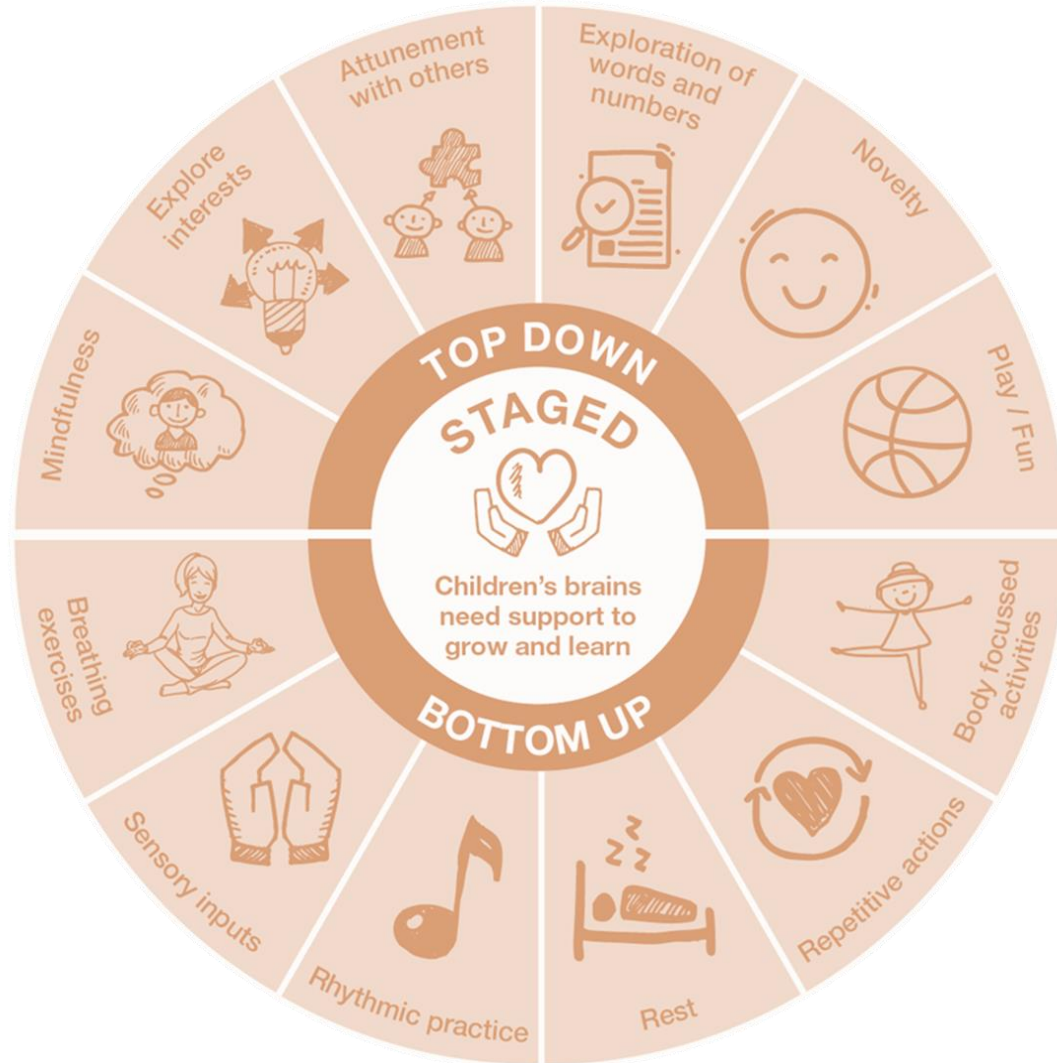 Attunement
with others
Exploration of
words and
numbers
Novelty
Play / Fun
Explore
interests
Mindfulness
TOP DOWN
STAGED
Children's brains
need support to
grow and learn
BOTTOM UP
Body focussed
activities
Repetitive actions
Rest
Rhythmic practice
Sensory inputs
Breathing
exercises